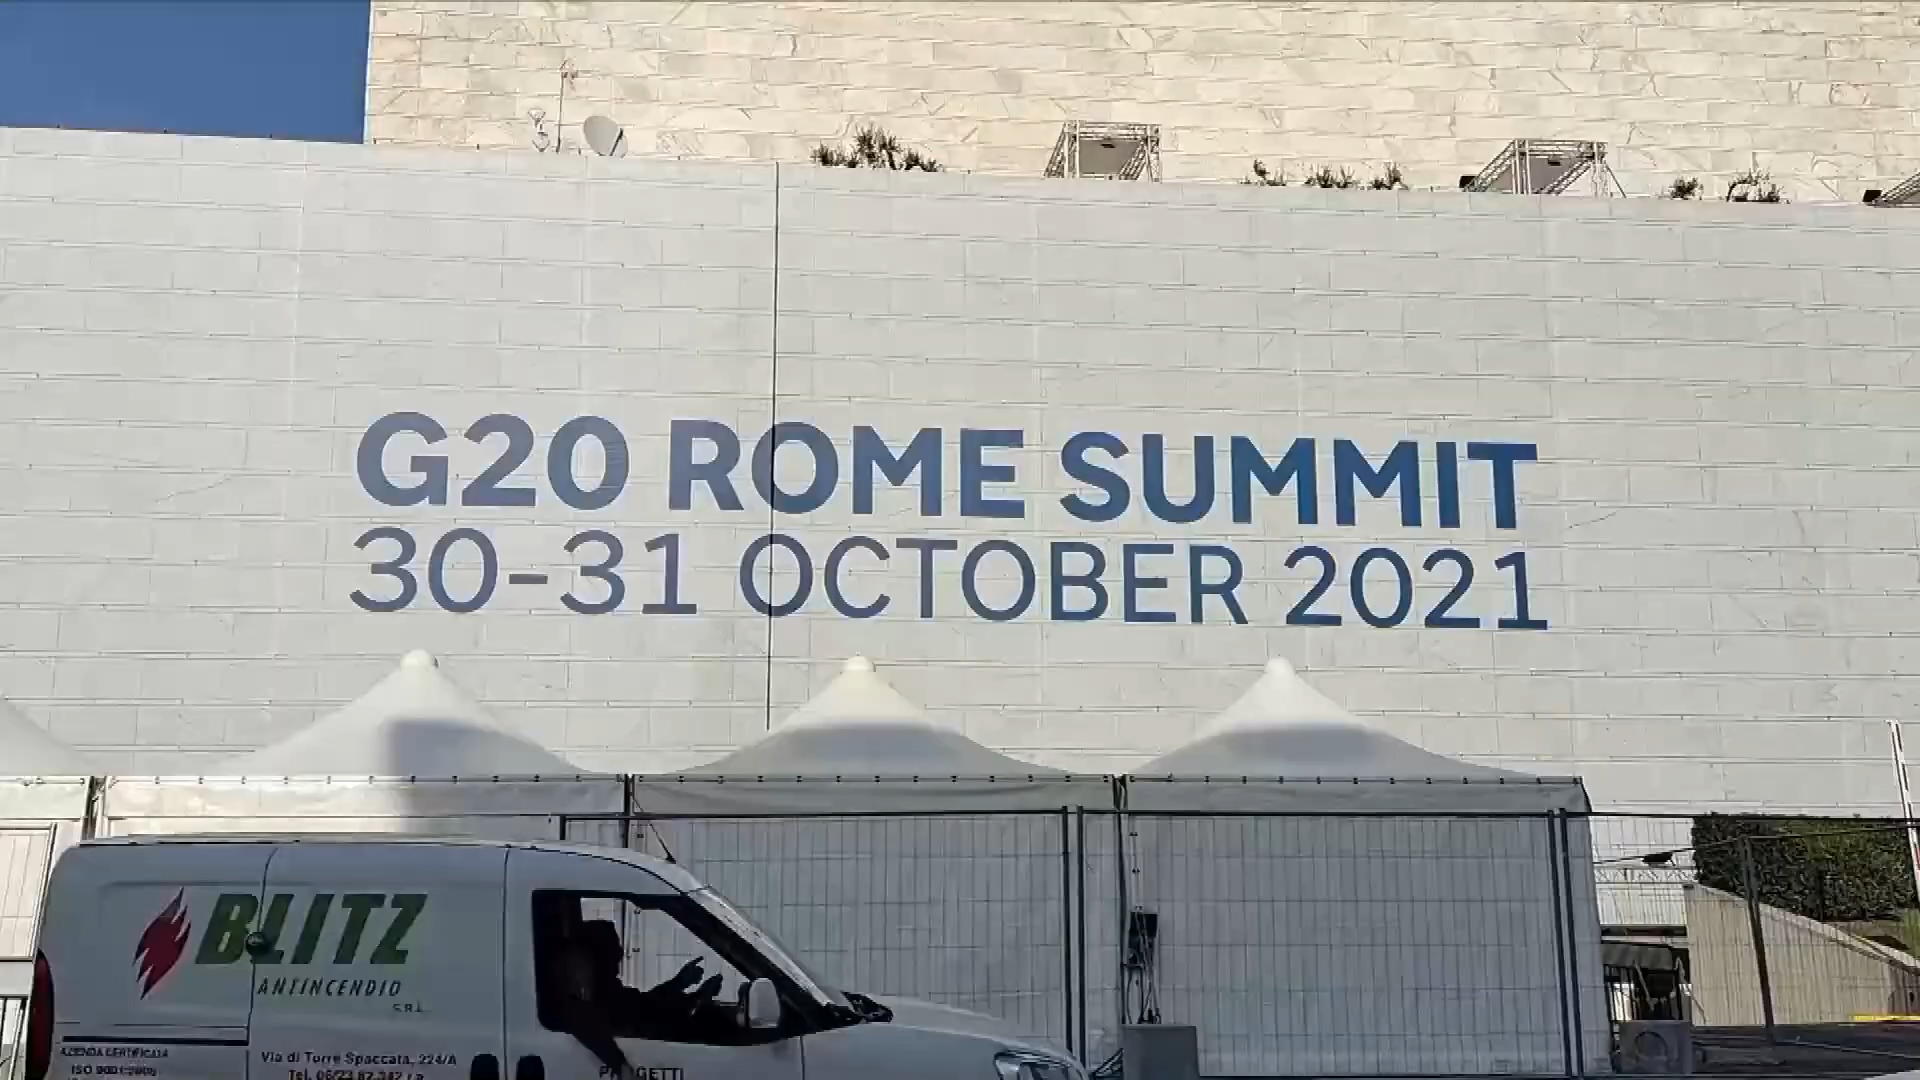 G20 ROME SUMMIT
30-31 OCTOBER 2021
BLITZ
ANTINCENDIO
S.R.L.
AZIENDA CERTIFICATA
Via di Torre Spaccata, 224/A